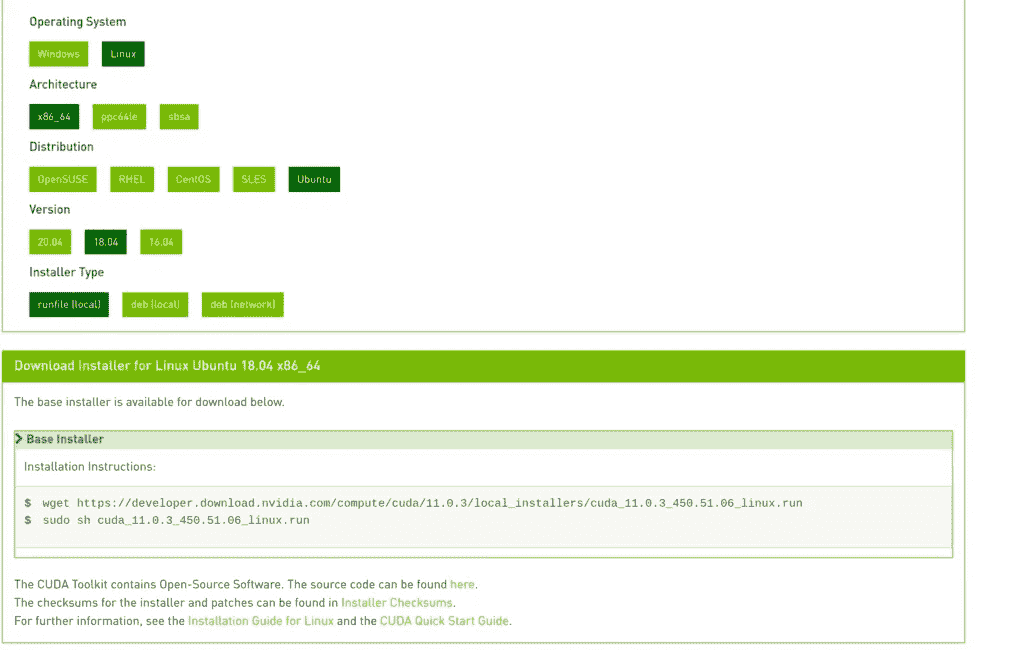 Operating System
Windows Linux
Architecture
x86_64 ppc64le sbsa
Distribution
OpenSUSE RHEL CentOS SLES Ubuntu
Version
20.04 18.04 16.04
Installer Type
runfile (local) deb (local) deb (network)
Download Installer for Linux Ubuntu 18.04 x86_64
The base installer is available for download below.
Base Installer
Installation Instructions:
$ wget https://developer.download.nvidia.com/compute/cuda/11.0.3/local_installers/cuda_11.0.3_450.51.06_linux.run
$ sudo sh cuda_11.0.3_450.51.06_linux.run
The CUDA Toolkit contains Open-Source Software. The source code can be found here.
The checksums for the installer and patches can be found in Installer Checksums.
For further information, see the Installation Guide for Linux and the CUDA Quick Start Guide.